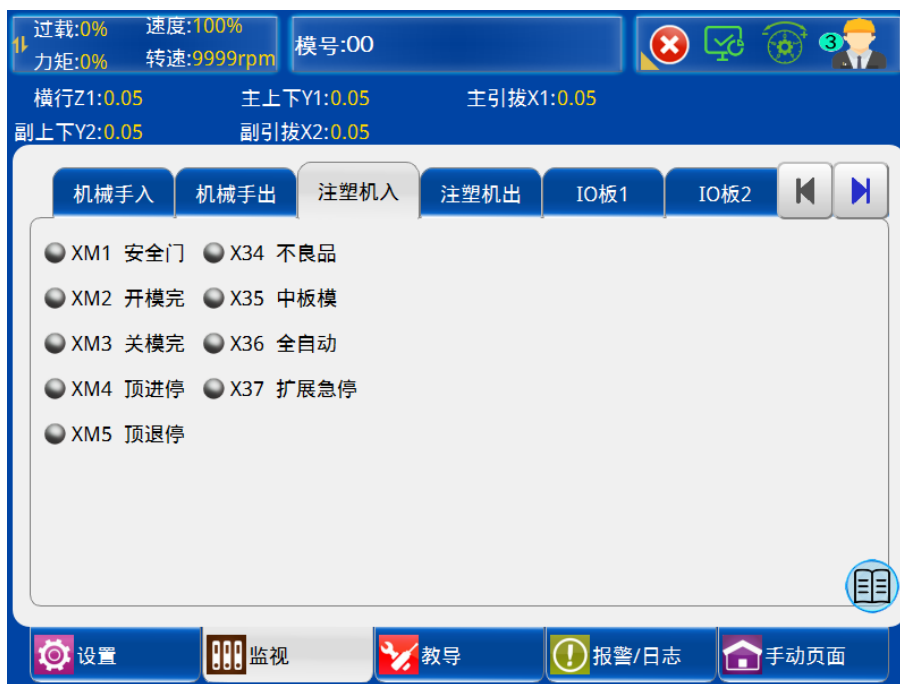 过载:0% 速度:100%
模号:00
3
力矩:0% 转速:9999rpm
横行Z1:0.05 主上下Y1:0.05 主引拔X1:0.05
副上下Y2:0.05 副引拔X2:0.05
机械手入 机械手出 注塑机入 注塑机出 IO板1 IO板2
XM1 安全门 X34 不良品
XM2 开模完 X35 中板模
XM3 关模完 X36 全自动
XM4 顶进停 X37 扩展急停
XM5 顶退停
设置 监视 教导 报警/日志 手动页面